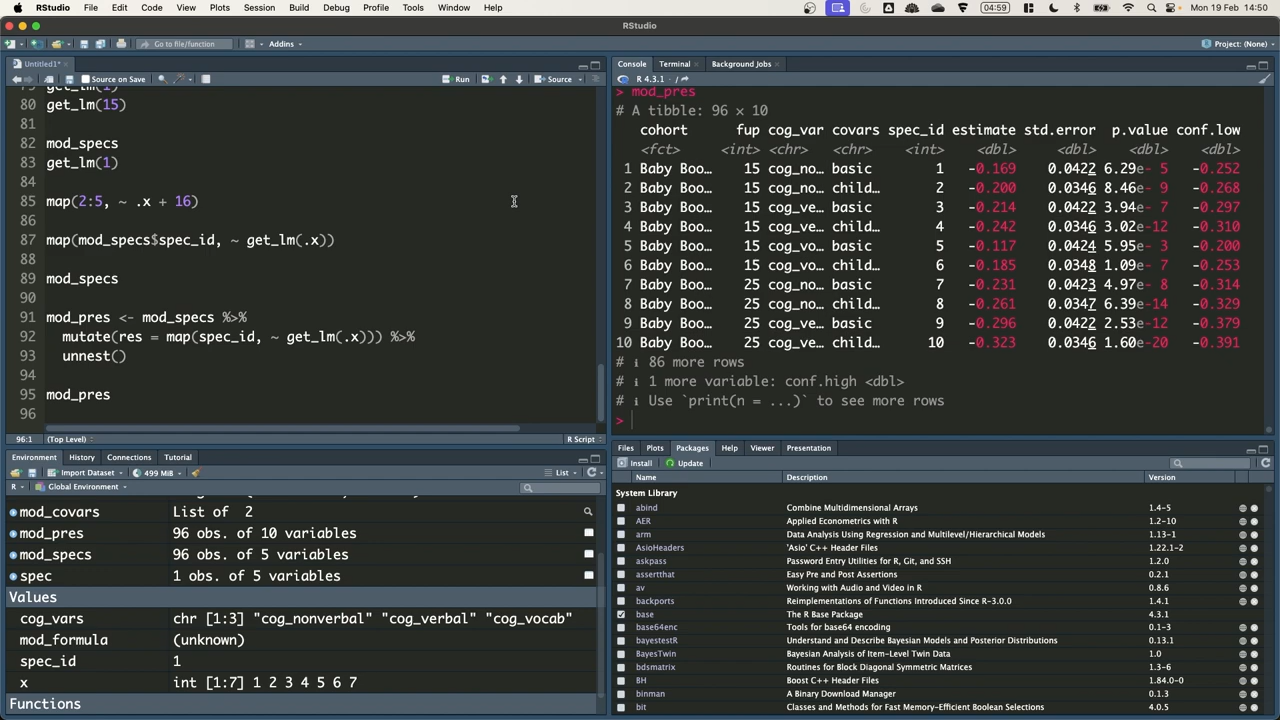 RStudio File Edit Code View Plots Session Build Debug Profile Tools Window Help 04:59 Mon 19 Feb 14:50
RStudio
Go to file/function Addins Project: (None)
Untitled1*
Source on Save Run Source
80 get_lm(15)
81
82 mod_specs
83 get_lm(1)
84
85 map(2:5, ~ .x + 16)
86
87 map(mod_specs$spec_id, ~ get_lm(.x))
88
89 mod_specs
90
91 mod_pres <- mod_specs %>%
92 mutate(res = map(spec_id, ~ get_lm(.x))) %>%
93 unnest()
94
95 mod_pres
96
96:1 (Top Level) R Script
Environment History Connections Tutorial
Import Dataset 499 MiB List
R Global Environment
mod_covars List of 2
mod_pres 96 obs. of 10 variables
mod_specs 96 obs. of 5 variables
spec 1 obs. of 5 variables
Values
cog_vars chr [1:3] "cog_nonverbal" "cog_verbal" "cog_vocab"
mod_formula (unknown)
spec_id 1
x int [1:7] 1 2 3 4 5 6 7
Functions
Console Terminal Background Jobs
R 4.3.1 · /
> mod_pres
# A tibble: 96 × 10
cohort fup cog_var covars spec_id estimate std.error p.value conf.low
<fct> <int> <chr> <chr> <int> <dbl> <dbl> <dbl> <dbl>
1 Baby Boo… 15 cog_no… basic 1 -0.169 0.0422 6.29e- 5 -0.252
2 Baby Boo… 15 cog_no… child… 2 -0.200 0.0346 8.46e- 9 -0.268
3 Baby Boo… 15 cog_ve… basic 3 -0.214 0.0422 3.94e- 7 -0.297
4 Baby Boo… 15 cog_ve… child… 4 -0.242 0.0346 3.02e-12 -0.310
5 Baby Boo… 15 cog_vo… basic 5 -0.117 0.0424 5.95e- 3 -0.200
6 Baby Boo… 15 cog_vo… child… 6 -0.185 0.0348 1.09e- 7 -0.253
7 Baby Boo… 25 cog_no… basic 7 -0.231 0.0423 4.97e- 8 -0.314
8 Baby Boo… 25 cog_no… child… 8 -0.261 0.0347 6.39e-14 -0.329
9 Baby Boo… 25 cog_ve… basic 9 -0.296 0.0422 2.53e-12 -0.379
10 Baby Boo… 25 cog_ve… child… 10 -0.323 0.0346 1.60e-20 -0.391
# ℹ 86 more rows
# ℹ 1 more variable: conf.high <dbl>
# ℹ Use `print(n = ...)` to see more rows
>
Files Plots Packages Help Viewer Presentation
Install Update
Name Description Version
System Library
abind Combine Multidimensional Arrays 1.4-5
AER Applied Econometrics with R 1.2-10
arm Data Analysis Using Regression and Multilevel/Hierarchical Models 1.13-1
AsioHeaders 'Asio' C++ Header Files 1.22.1-2
askpass Password Entry Utilities for R, Git, and SSH 1.2.0
assertthat Easy Pre and Post Assertions 0.2.1
av Working with Audio and Video in R 0.8.6
backports Reimplementations of Functions Introduced Since R-3.0.0 1.4.1
base The R Base Package 4.3.1
base64enc Tools for base64 encoding 0.1-3
bayestestR Understand and Describe Bayesian Models and Posterior Distributions 0.13.1
BayesTwin Bayesian Analysis of Item-Level Twin Data 1.0
bdsmatrix Routines for Block Diagonal Symmetric Matrices 1.3-6
BH Boost C++ Header Files 1.84.0-0
binman A Binary Download Manager 0.1.3
bit Classes and Methods for Fast Memory-Efficient Boolean Selections 4.0.5